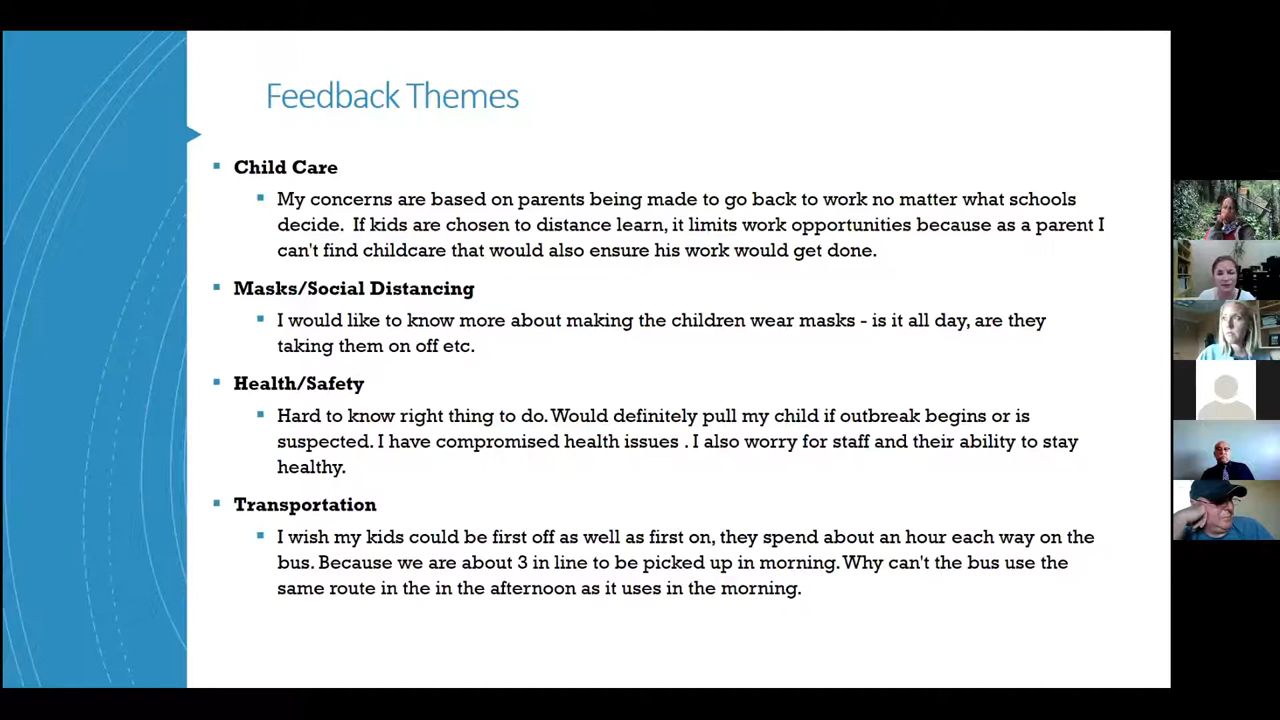 Feedback Themes
Child Care
My concerns are based on parents being made to go back to work no matter what schools
decide.  If kids are chosen to distance learn, it limits work opportunities because as a parent I
can't find childcare that would also ensure his work would get done.
Masks/Social Distancing
I would like to know more about making the children wear masks - is it all day, are they
taking them on off etc.
Health/Safety
Hard to know right thing to do. Would definitely pull my child if outbreak begins or is
suspected. I have compromised health issues . I also worry for staff and their ability to stay
healthy.
Transportation
I wish my kids could be first off as well as first on, they spend about an hour each way on the
bus. Because we are about 3 in line to be picked up in morning. Why can't the bus use the
same route in the in the afternoon as it uses in the morning.